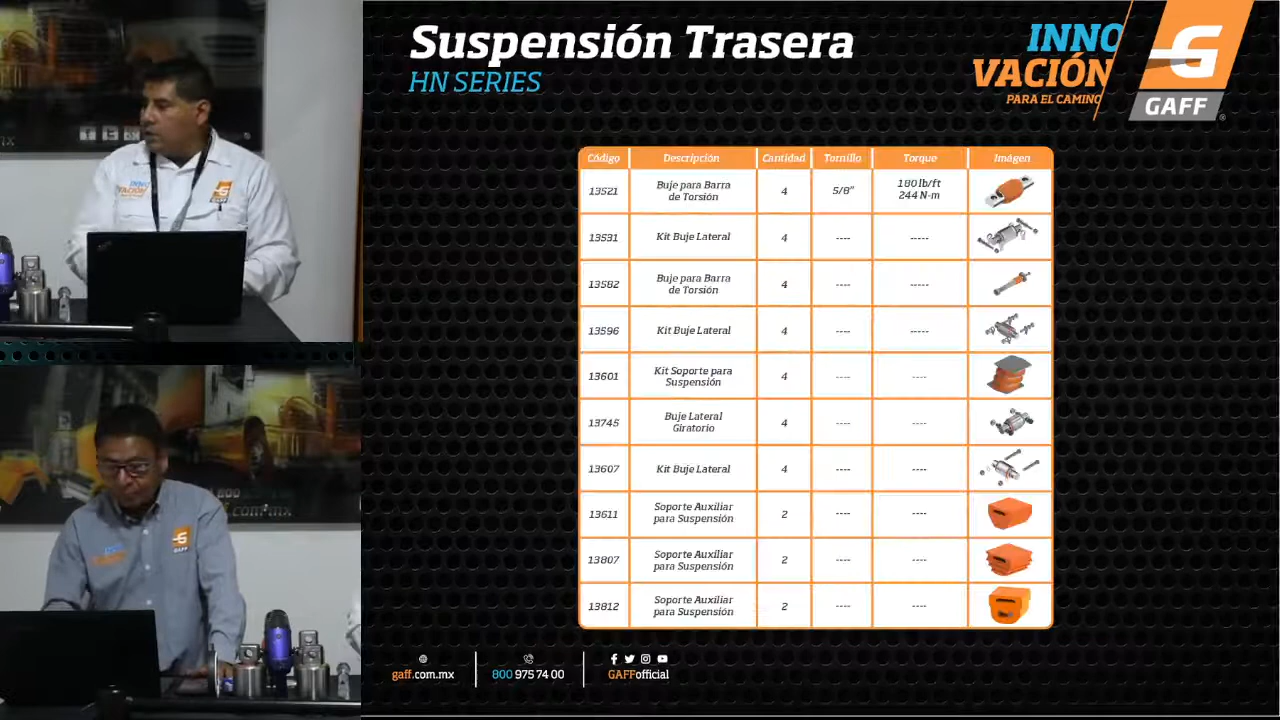 Suspensión Trasera
HN SERIES
INNO
VACIÓN
PARA EL CAMINO
GAFF
Código Descripción Cantidad Tornillo Torque Imágen
13521 Buje para Barra de Torsión 4 5/8" 180 lb/ft 244 N-m
13531 Kit Buje Lateral 4 ---- -----
13582 Buje para Barra de Torsión 4 ---- -----
13596 Kit Buje Lateral 4 ---- -----
13601 Kit Soporte para Suspensión 4 ---- ----
13745 Buje Lateral Giratorio 4 ---- ----
13607 Kit Buje Lateral 4 ---- ----
13611 Soporte Auxiliar para Suspensión 2 ---- ----
13807 Soporte Auxiliar para Suspensión 2 ---- ----
13812 Soporte Auxiliar para Suspensión 2 ---- ----
gaff.com.mx
800 975 74 00
GAFFofficial
GAFF